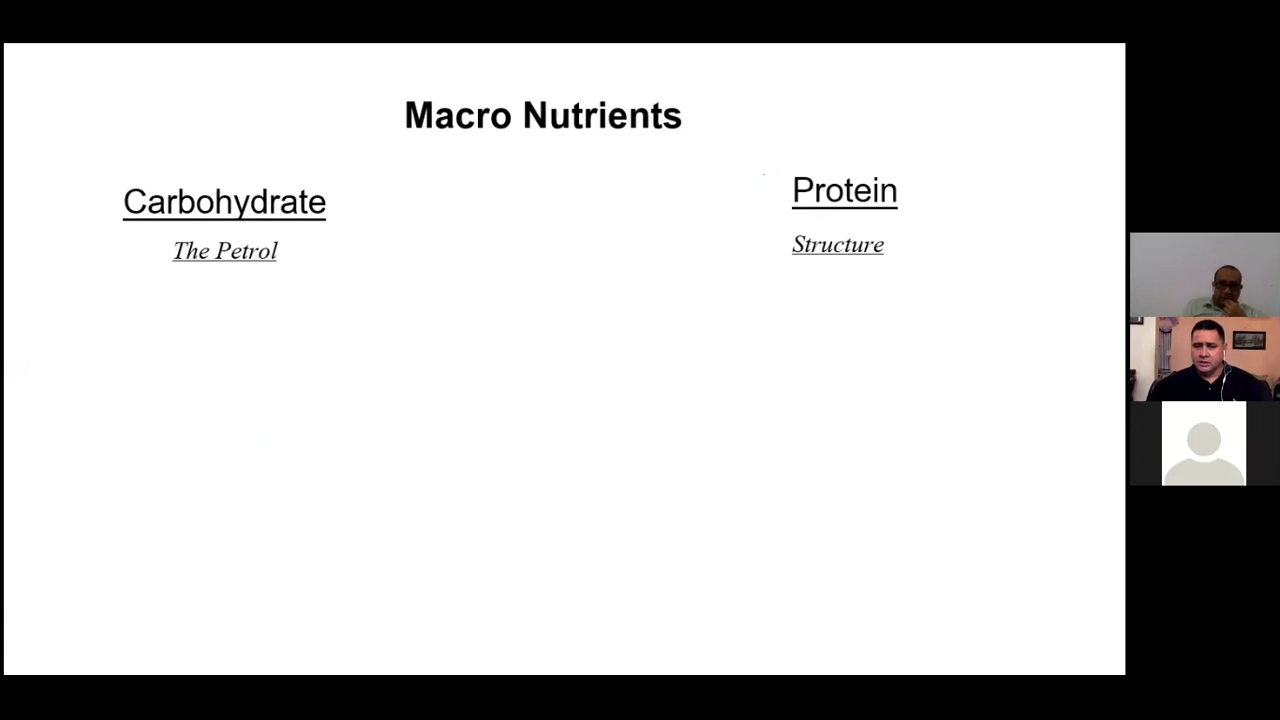 Macro Nutrients
Carbohydrate
The Petrol
Protein
Structure